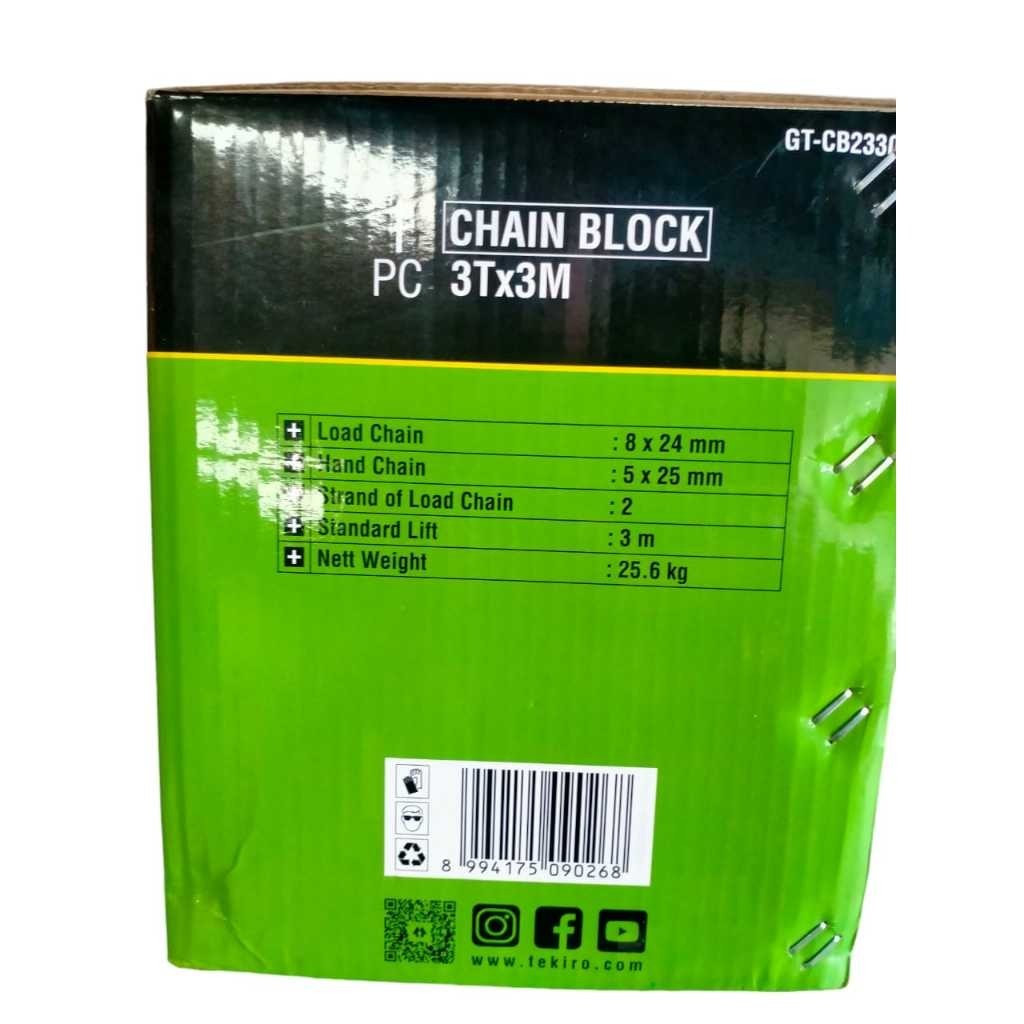 GT-CB233
1 CHAIN BLOCK
PC 3Tx3M
Load Chain : 8 x 24 mm
Hand Chain : 5 x 25 mm
Strand of Load Chain : 2
Standard Lift : 3 m
Nett Weight : 25.6 kg
8 994175 090268
www.tekiro.com